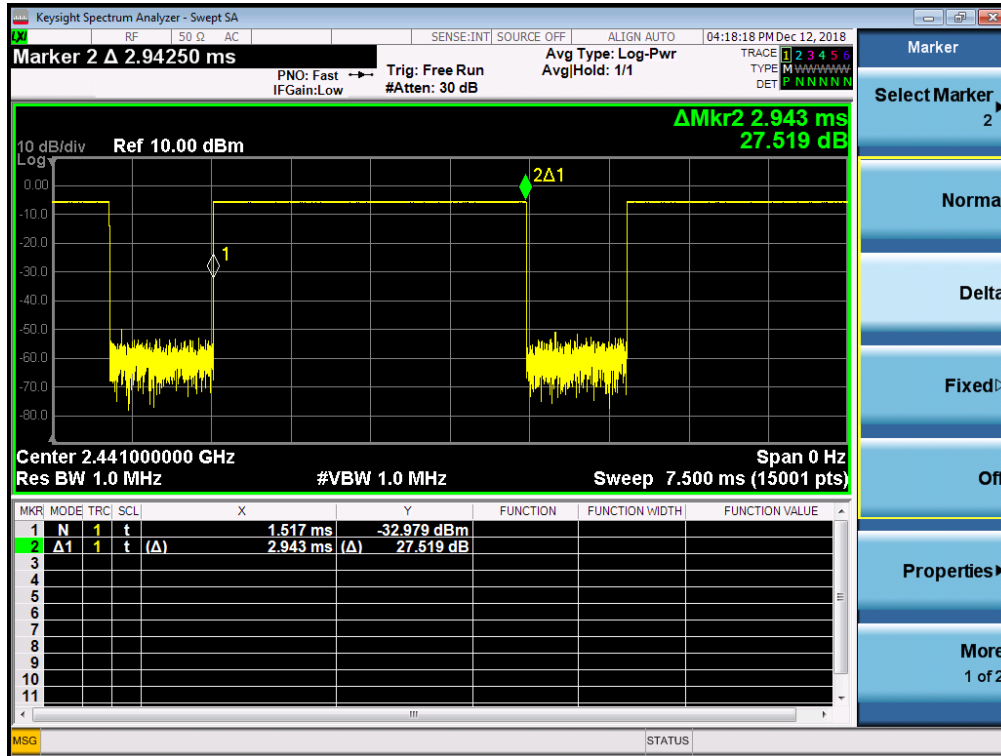 Keysight Spectrum Analyzer - Swept SA
LXI RF 50 Ω AC SENSE:INT SOURCE OFF ALIGN AUTO 04:18:18 PM Dec 12, 2018
Marker 2 Δ 2.94250 ms
PNO: Fast
IFGain:Low
Trig: Free Run
#Atten: 30 dB
Avg Type: Log-Pwr
Avg|Hold: 1/1
TRACE 1 2 3 4 5 6
TYPE M WWWWW
DET P N N N N N
ΔMkr2 2.943 ms
27.519 dB
10 dB/div Ref 10.00 dBm
Log
0.00
-10.0
-20.0
-30.0
-40.0
-50.0
-60.0
-70.0
-80.0
2Δ1
1
Center 2.441000000 GHz Span 0 Hz
Res BW 1.0 MHz #VBW 1.0 MHz Sweep 7.500 ms (15001 pts)
MKR MODE TRC SCL X Y FUNCTION FUNCTION WIDTH FUNCTION VALUE
1 N 1 t 1.517 ms -32.979 dBm
2 Δ1 1 t (Δ) 2.943 ms (Δ) 27.519 dB
3
4
5
6
7
8
9
10
11
MSG STATUS
Marker
Select Marker
2
Norma
Delta
Fixed
Off
Properties
More
1 of 2